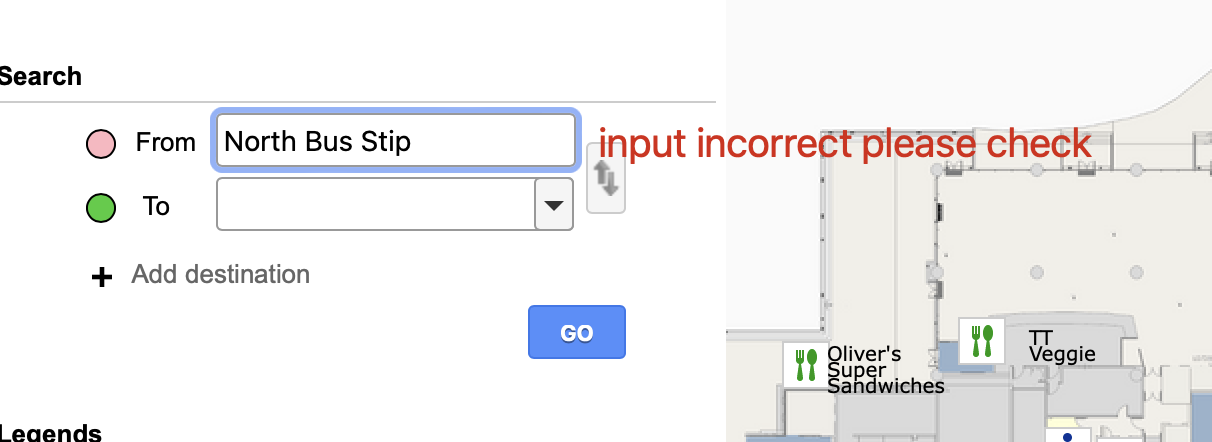 Search
From North Bus Stip input incorrect please check
To
+ Add destination
GO
TT
Veggie
Oliver's
Super
Sandwiches
Legends